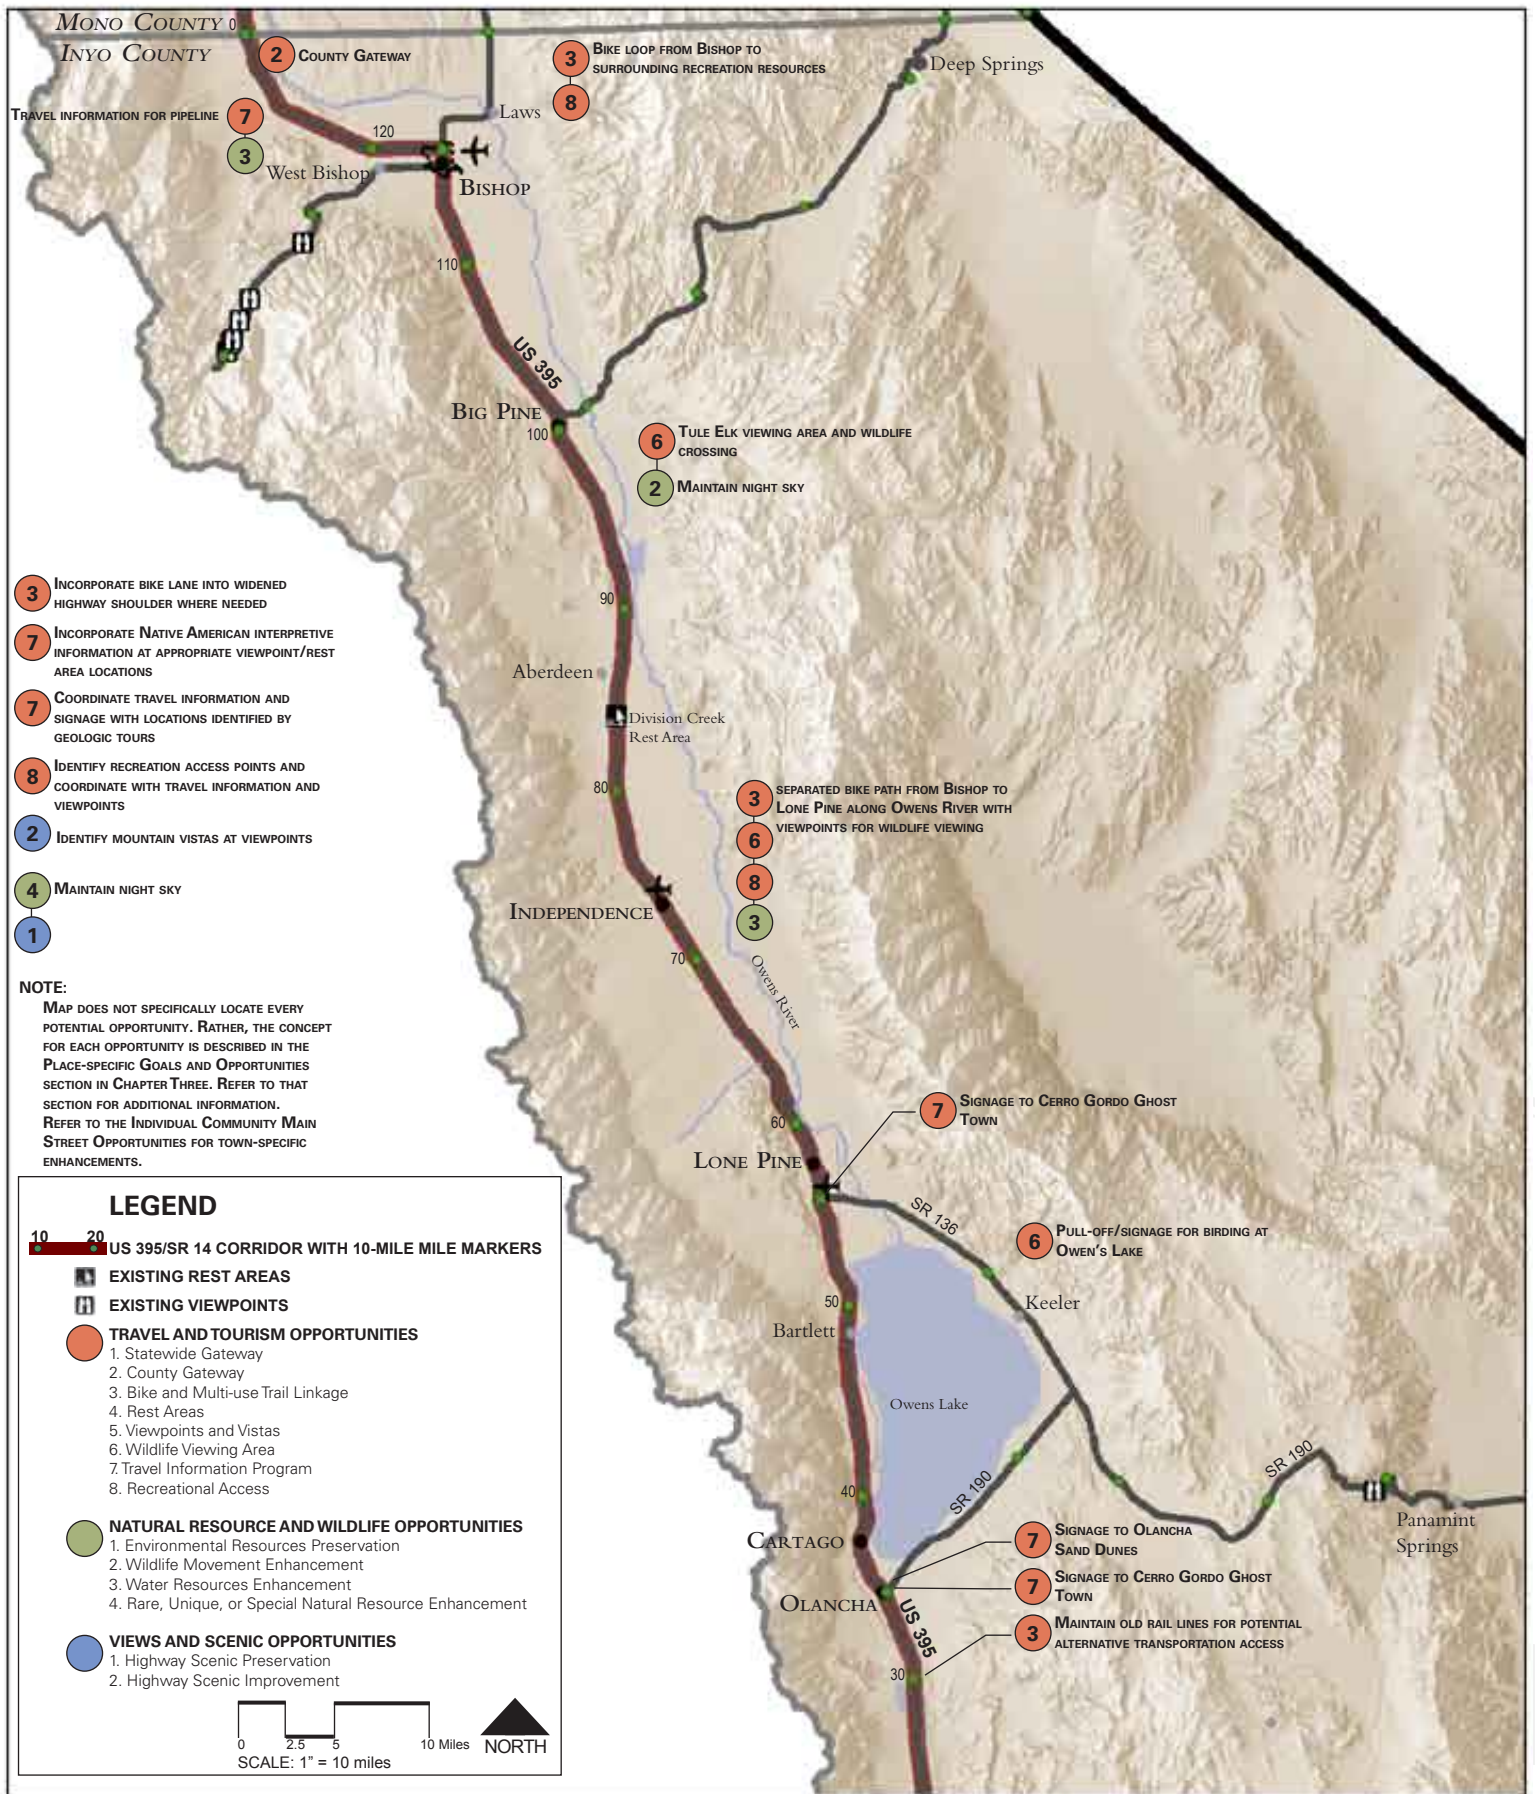 Mono County
Inyo County
0
2 County Gateway
3 Bike loop from Bishop to
surrounding recreation resources
8
Deep Springs
Travel information for pipeline 7
3
Laws
120
West Bishop
Bishop
110
US 395
Big Pine
100
6 Tule Elk viewing area and wildlife
crossing
2 Maintain night sky
3 Incorporate bike lane into widened
highway shoulder where needed
7 Incorporate Native American interpretive
information at appropriate viewpoint/rest
area locations
7 Coordinate travel information and
signage with locations identified by
geologic tours
8 Identify recreation access points and
coordinate with travel information and
viewpoints
2 Identify mountain vistas at viewpoints
4 Maintain night sky
1
90
Aberdeen
Division Creek
Rest Area
80
3 separated bike path from Bishop to
Lone Pine along Owens River with
viewpoints for wildlife viewing
6
8
3
Independence
70
Owens River
NOTE:
Map does not specifically locate every
potential opportunity. Rather, the concept
for each opportunity is described in the
Place-specific Goals and Opportunities
section in Chapter Three. Refer to that
section for additional information.
Refer to the Individual Community Main
Street Opportunities for town-specific
enhancements.
60
7 Signage to Cerro Gordo Ghost
Town
Lone Pine
SR 136
6 Pull-off/signage for birding at
Owen's Lake
Keeler
50
Bartlett
Owens Lake
40
SR 190
SR 190
Panamint
Springs
Cartago
7 Signage to Olancha
Sand Dunes
7 Signage to Cerro Gordo Ghost
Town
Olancha
US 395
3 Maintain old rail lines for potential
alternative transportation access
30
LEGEND
10 20
US 395/SR 14 CORRIDOR WITH 10-MILE MILE MARKERS
EXISTING REST AREAS
EXISTING VIEWPOINTS
TRAVEL AND TOURISM OPPORTUNITIES
1. Statewide Gateway
2. County Gateway
3. Bike and Multi-use Trail Linkage
4. Rest Areas
5. Viewpoints and Vistas
6. Wildlife Viewing Area
7. Travel Information Program
8. Recreational Access
NATURAL RESOURCE AND WILDLIFE OPPORTUNITIES
1. Environmental Resources Preservation
2. Wildlife Movement Enhancement
3. Water Resources Enhancement
4. Rare, Unique, or Special Natural Resource Enhancement
VIEWS AND SCENIC OPPORTUNITIES
1. Highway Scenic Preservation
2. Highway Scenic Improvement
0 2.5 5 10 Miles
SCALE: 1" = 10 miles
NORTH